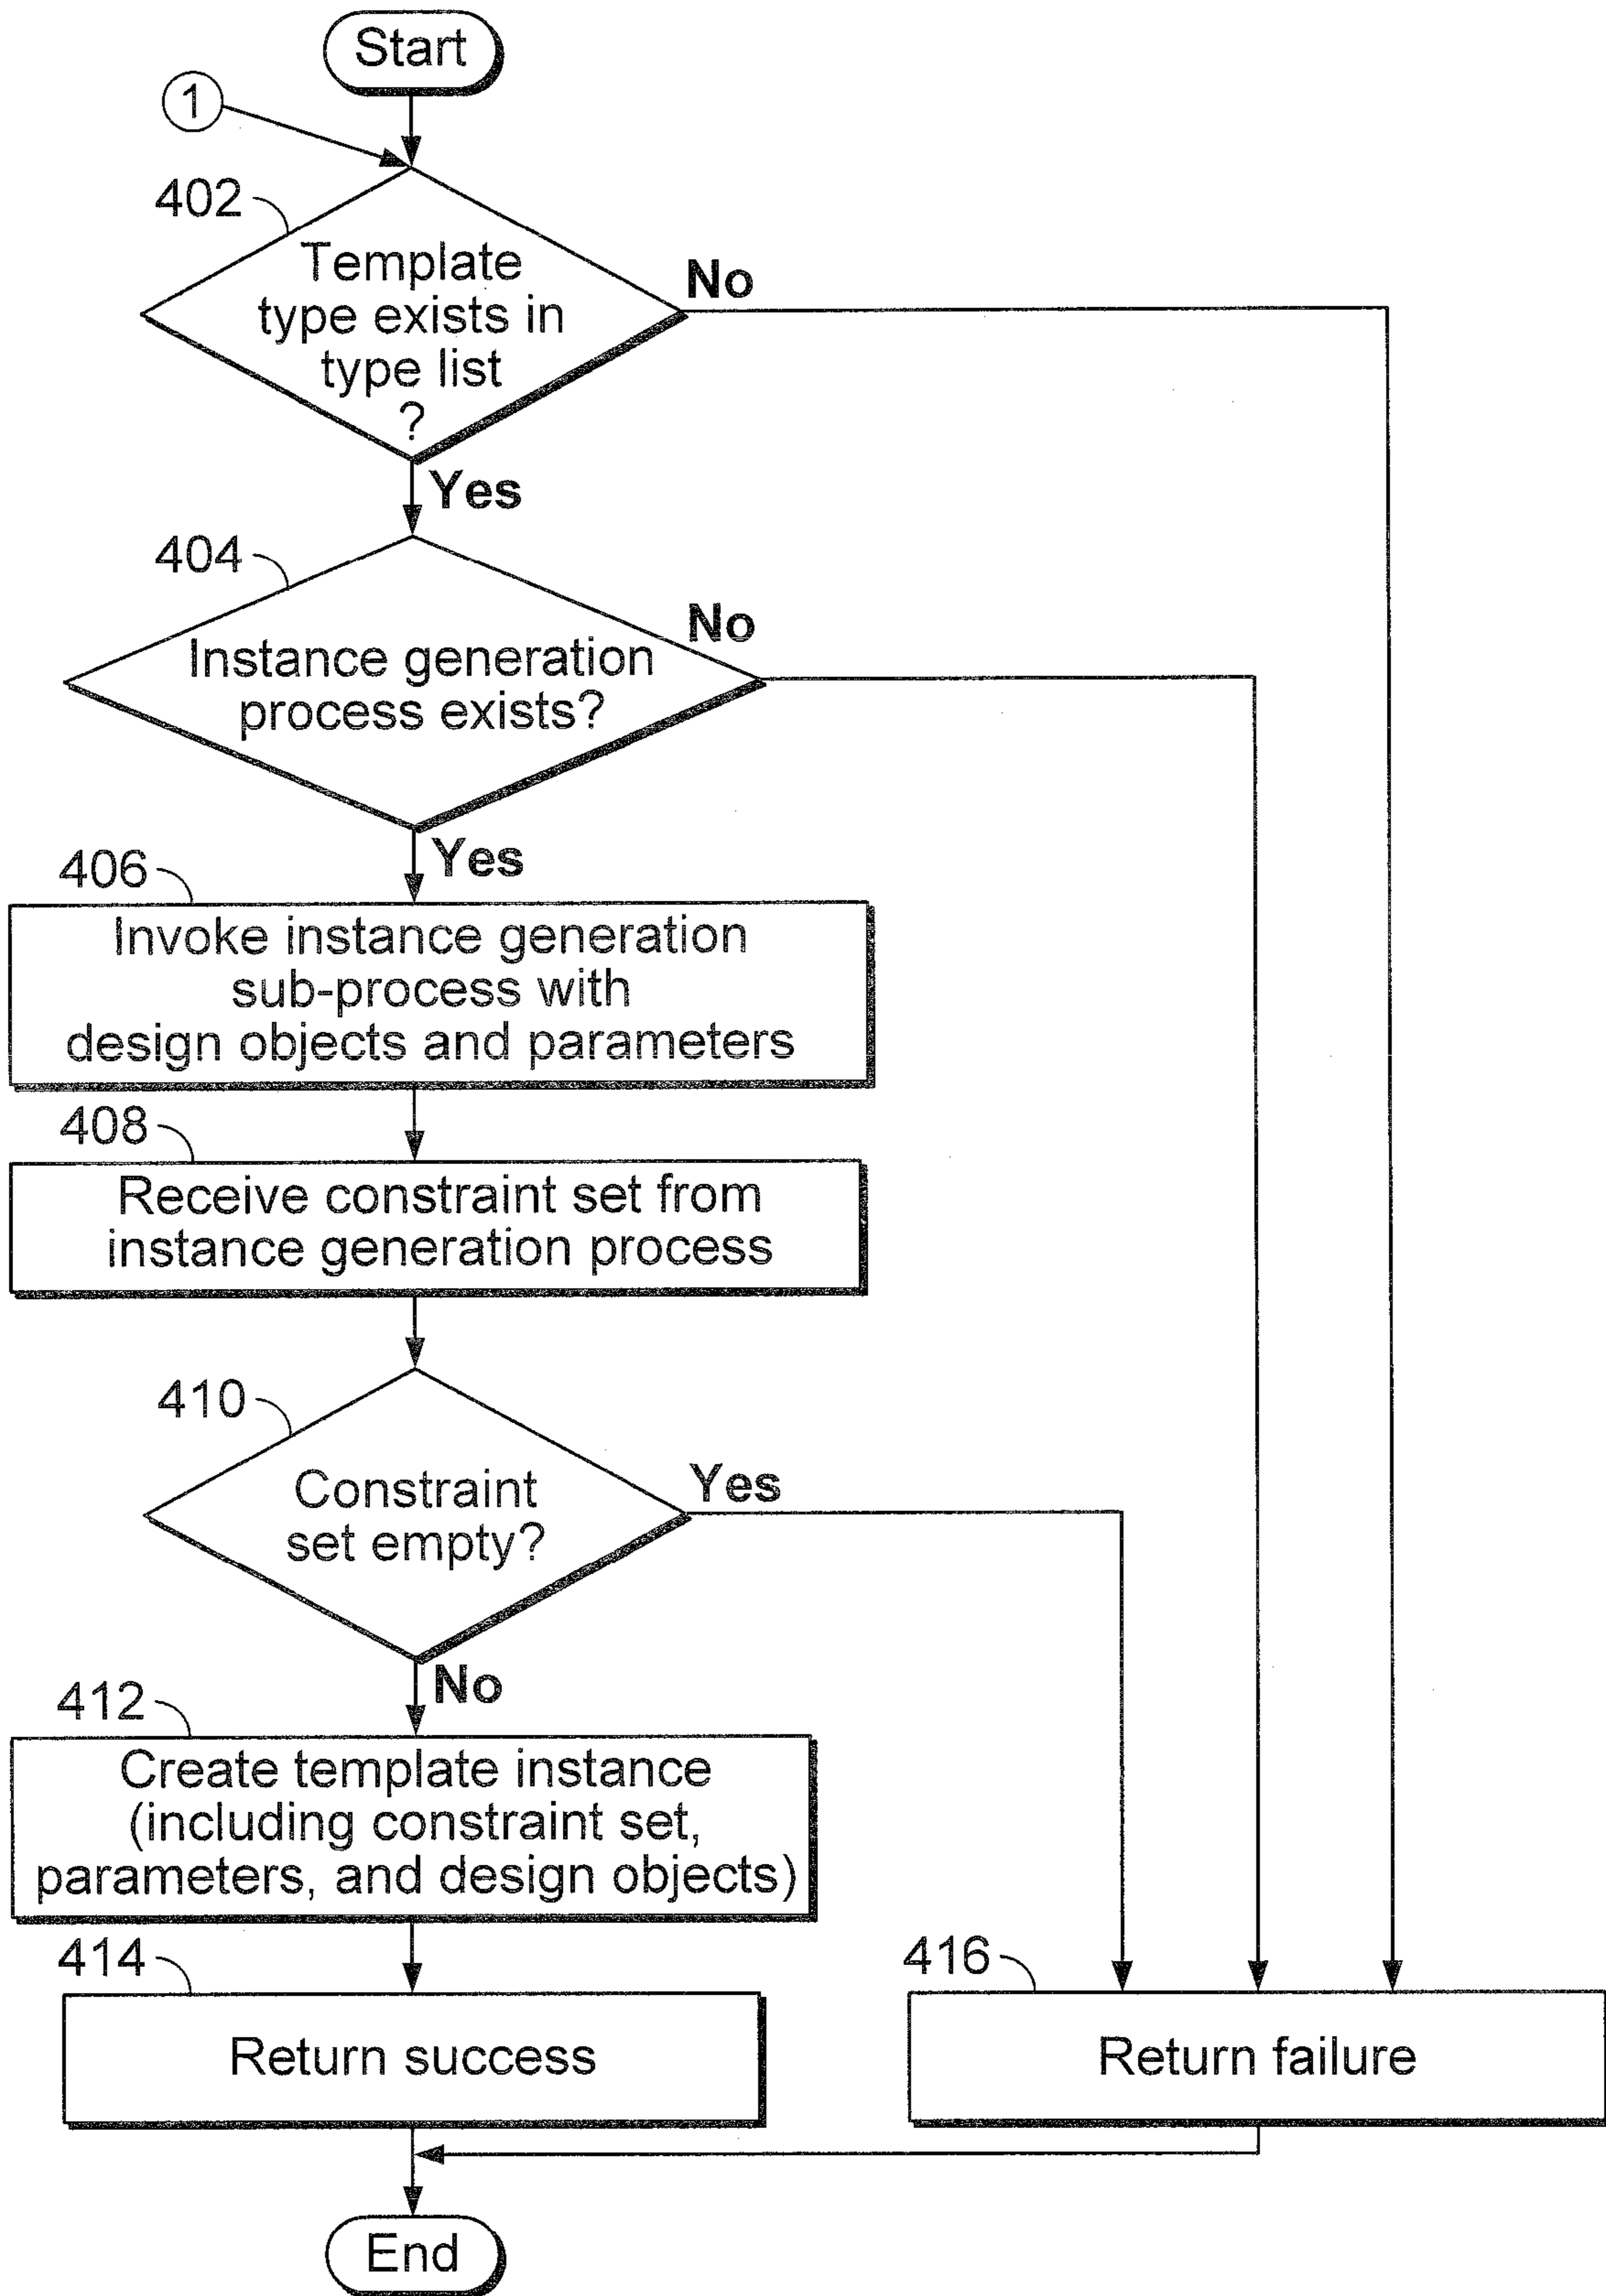 Start
1
402
Template
type exists in
type list
?
No
Yes
404
Instance generation
process exists?
No
Yes
406
Invoke instance generation
sub-process with
design objects and parameters
408
Receive constraint set from
instance generation process
410
Constraint
set empty?
Yes
No
412
Create template instance
(including constraint set,
parameters, and design objects)
414
Return success
416
Return failure
End